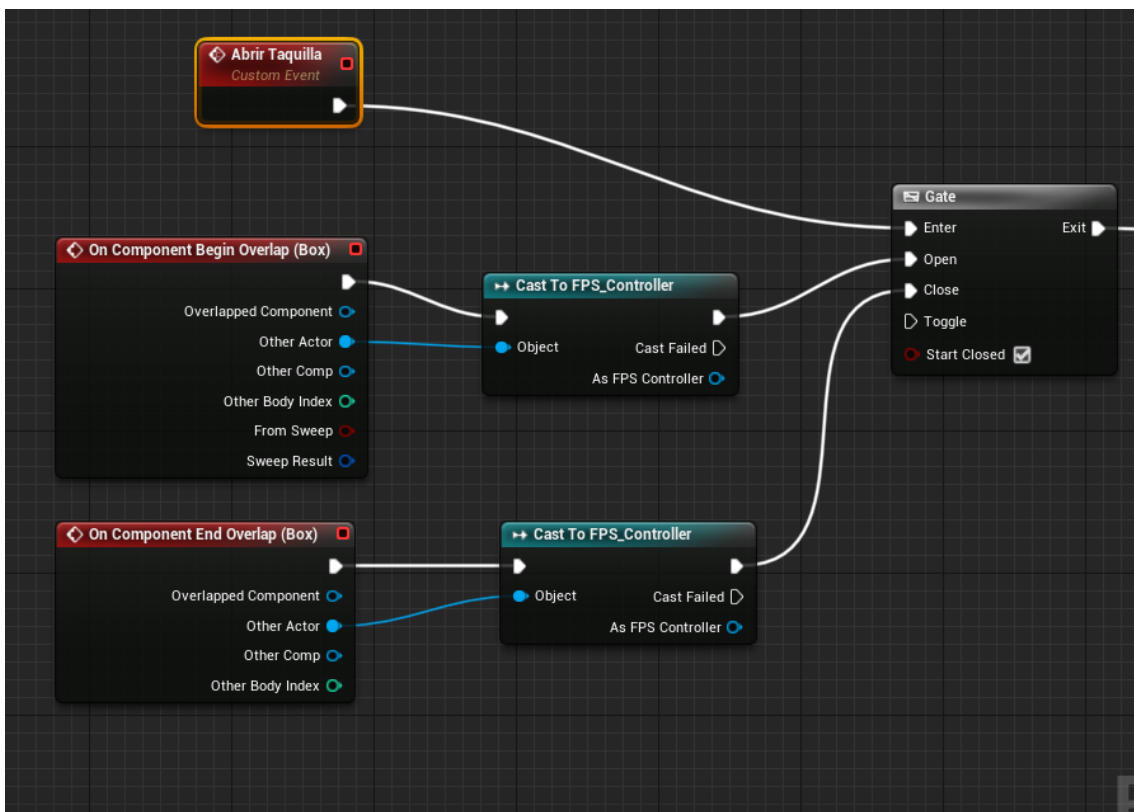 Abrir Taquilla
Custom Event
Gate
Enter
Exit
Open
Close
Toggle
Start Closed
On Component Begin Overlap (Box)
Overlapped Component
Other Actor
Other Comp
Other Body Index
From Sweep
Sweep Result
Cast To FPS_Controller
Object
Cast Failed
As FPS Controller
On Component End Overlap (Box)
Overlapped Component
Other Actor
Other Comp
Other Body Index
Cast To FPS_Controller
Object
Cast Failed
As FPS Controller